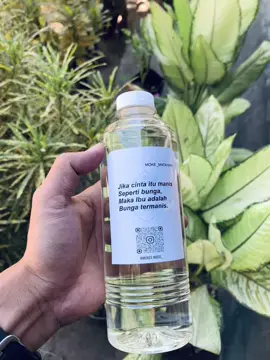 Jika cinta itu manis
Seperti bunga,
Maka Ibu adalah
Bunga termanis.